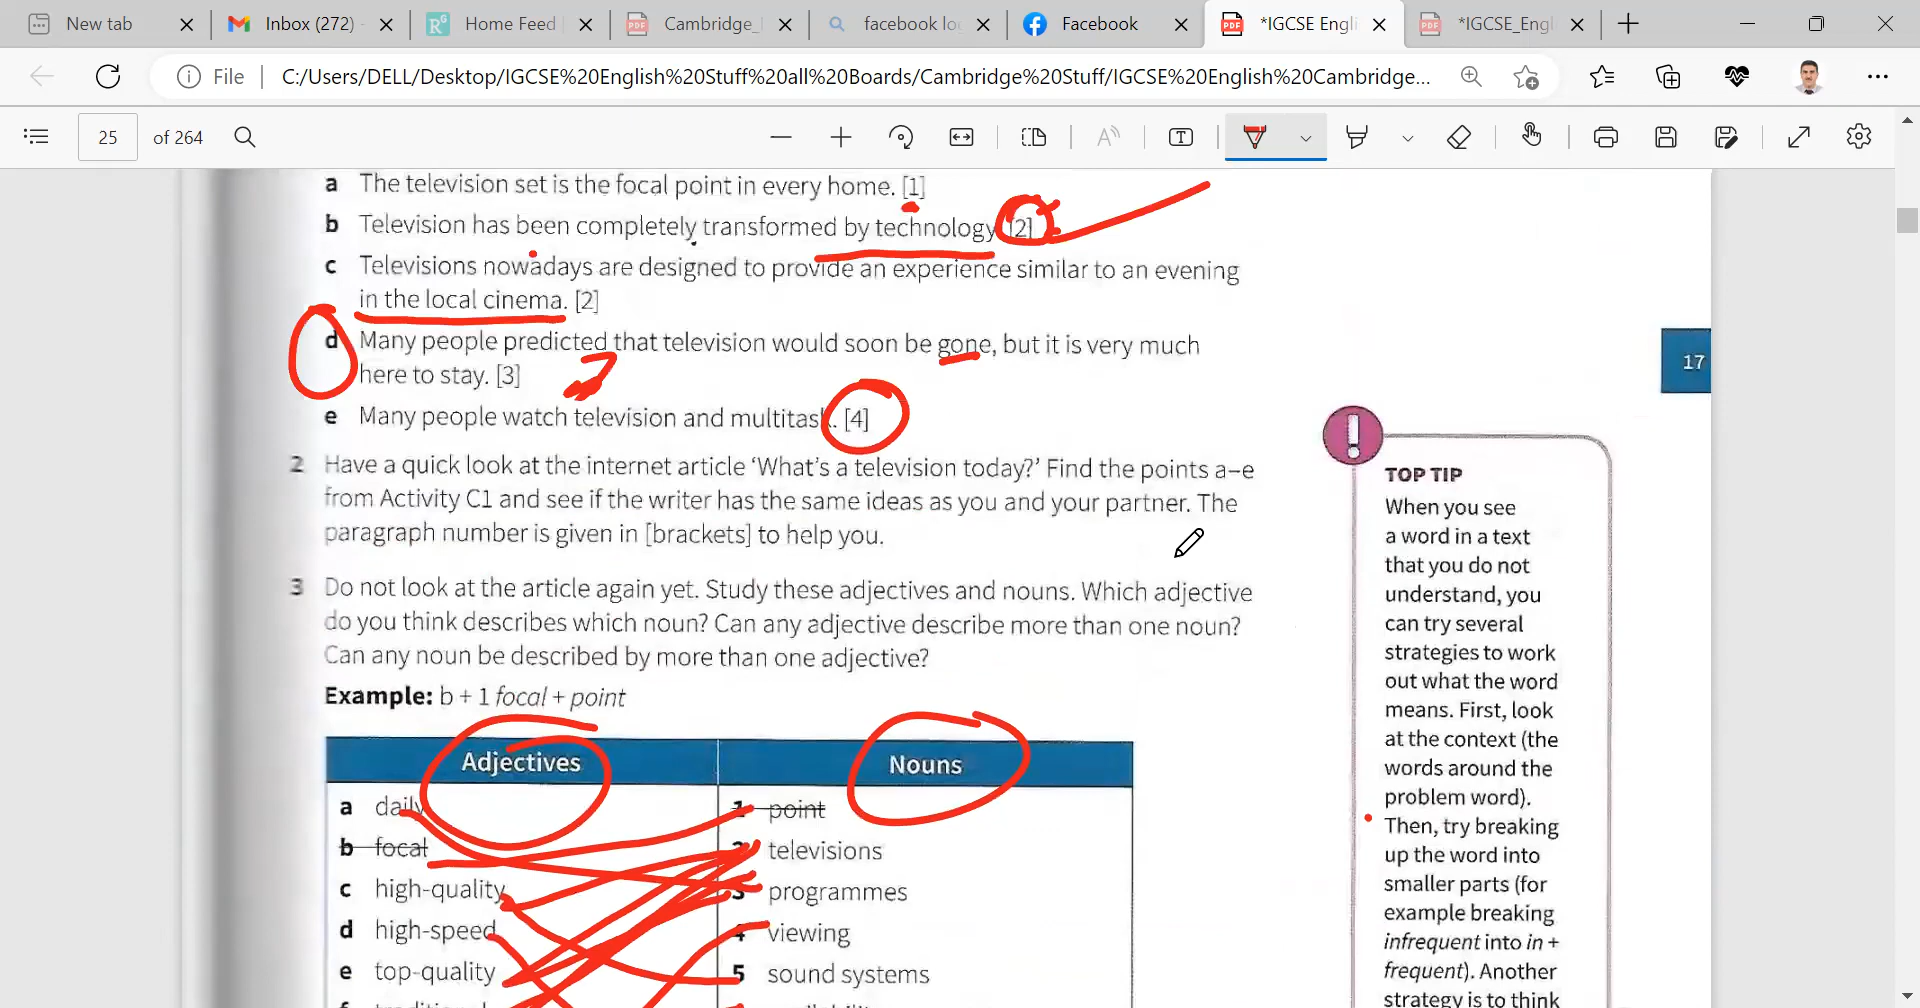 New tab
Inbox (272)
Home Feed
Cambridge_
facebook lo
Facebook
*IGCSE Engli
*IGCSE_Engl
File
C:/Users/DELL/Desktop/IGCSE%20English%20Stuff%20all%20Boards/Cambridge%20Stuff/IGCSE%20English%20Cambridge...
25 of 264
a The television set is the focal point in every home. [1]
b Television has been completely transformed by technology. [2]
c Televisions nowadays are designed to provide an experience similar to an evening
in the local cinema. [2]
d Many people predicted that television would soon be gone, but it is very much
here to stay. [3]
e Many people watch television and multitask. [4]
2 Have a quick look at the internet article ‘What’s a television today?’ Find the points a–e
from Activity C1 and see if the writer has the same ideas as you and your partner. The
paragraph number is given in [brackets] to help you.
3 Do not look at the article again yet. Study these adjectives and nouns. Which adjective
do you think describes which noun? Can any adjective describe more than one noun?
Can any noun be described by more than one adjective?
Example: b + 1 focal + point
Adjectives Nouns
a daily 1 point
b focal 2 televisions
c high-quality 3 programmes
d high-speed 4 viewing
e top-quality 5 sound systems
17
TOP TIP
When you see
a word in a text
that you do not
understand, you
can try several
strategies to work
out what the word
means. First, look
at the context (the
words around the
problem word).
Then, try breaking
up the word into
smaller parts (for
example breaking
infrequent into in +
frequent). Another
strategy is to think